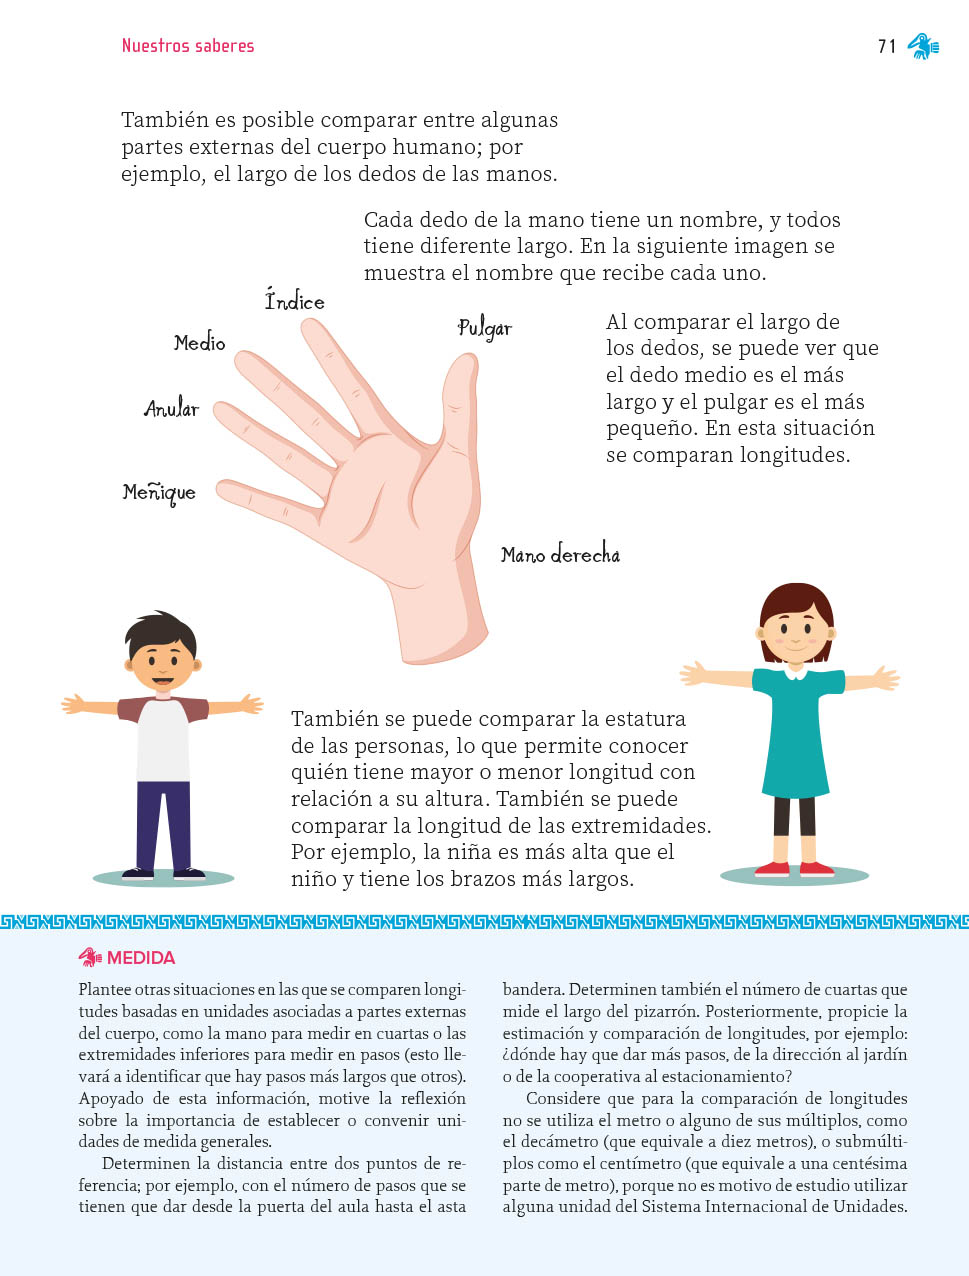 Nuestros saberes
71
También es posible comparar entre algunas
partes externas del cuerpo humano; por
ejemplo, el largo de los dedos de las manos.
Cada dedo de la mano tiene un nombre, y todos
tiene diferente largo. En la siguiente imagen se
muestra el nombre que recibe cada uno.
Índice
Pulgar
Medio
Anular
Meñique
Mano derecha
Al comparar el largo de
los dedos, se puede ver que
el dedo medio es el más
largo y el pulgar es el más
pequeño. En esta situación
se comparan longitudes.
También se puede comparar la estatura
de las personas, lo que permite conocer
quién tiene mayor o menor longitud con
relación a su altura. También se puede
comparar la longitud de las extremidades.
Por ejemplo, la niña es más alta que el
niño y tiene los brazos más largos.
MEDIDA
Plantee otras situaciones en las que se comparen longi-
tudes basadas en unidades asociadas a partes externas
del cuerpo, como la mano para medir en cuartas o las
extremidades inferiores para medir en pasos (esto lle-
vará a identificar que hay pasos más largos que otros).
Apoyado de esta información, motive la reflexión
sobre la importancia de establecer o convenir uni-
dades de medida generales.
Determinen la distancia entre dos puntos de re-
ferencia; por ejemplo, con el número de pasos que se
tienen que dar desde la puerta del aula hasta el asta
bandera. Determinen también el número de cuartas que
mide el largo del pizarrón. Posteriormente, propicie la
estimación y comparación de longitudes, por ejemplo:
¿dónde hay que dar más pasos, de la dirección al jardín
o de la cooperativa al estacionamiento?
Considere que para la comparación de longitudes
no se utiliza el metro o alguno de sus múltiplos, como
el decámetro (que equivale a diez metros), o submúlti-
plos como el centímetro (que equivale a una centésima
parte de metro), porque no es motivo de estudio utilizar
alguna unidad del Sistema Internacional de Unidades.